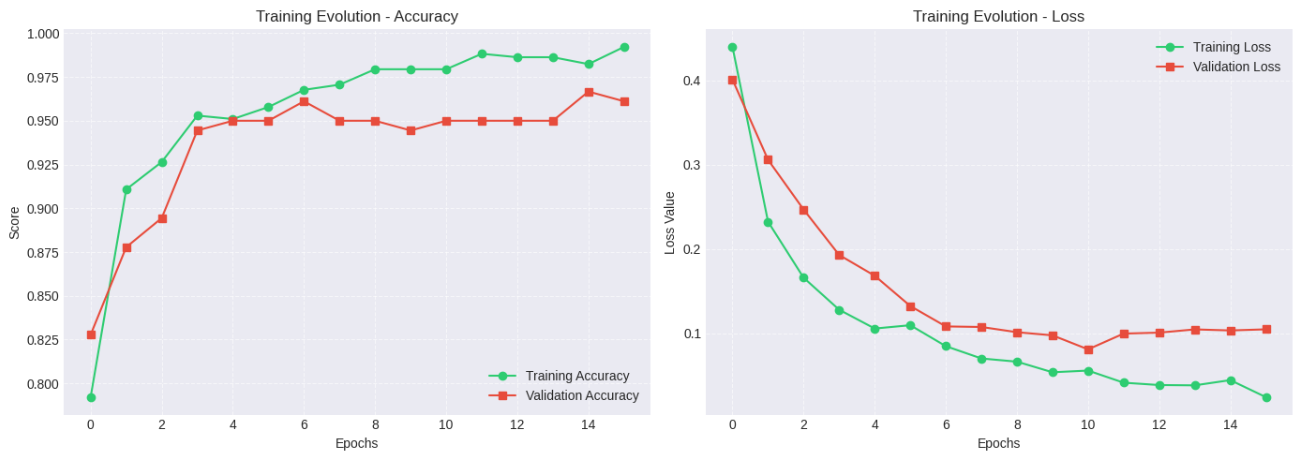 Training Evolution - Accuracy
1.000
0.975
0.950
0.925
0.900
0.875
0.850
0.825
0.800
Score
0 2 4 6 8 10 12 14
Epochs
Training Accuracy
Validation Accuracy
Training Evolution - Loss
0.4
0.3
0.2
0.1
Loss Value
0 2 4 6 8 10 12 14
Epochs
Training Loss
Validation Loss